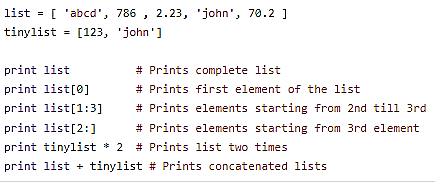 list = [ 'abcd', 786 , 2.23, 'john', 70.2 ]
tinylist = [123, 'john']
print list          # Prints complete list
print list[0]       # Prints first element of the list
print list[1:3]     # Prints elements starting from 2nd till 3rd
print list[2:]      # Prints elements starting from 3rd element
print tinylist * 2  # Prints list two times
print list + tinylist # Prints concatenated lists